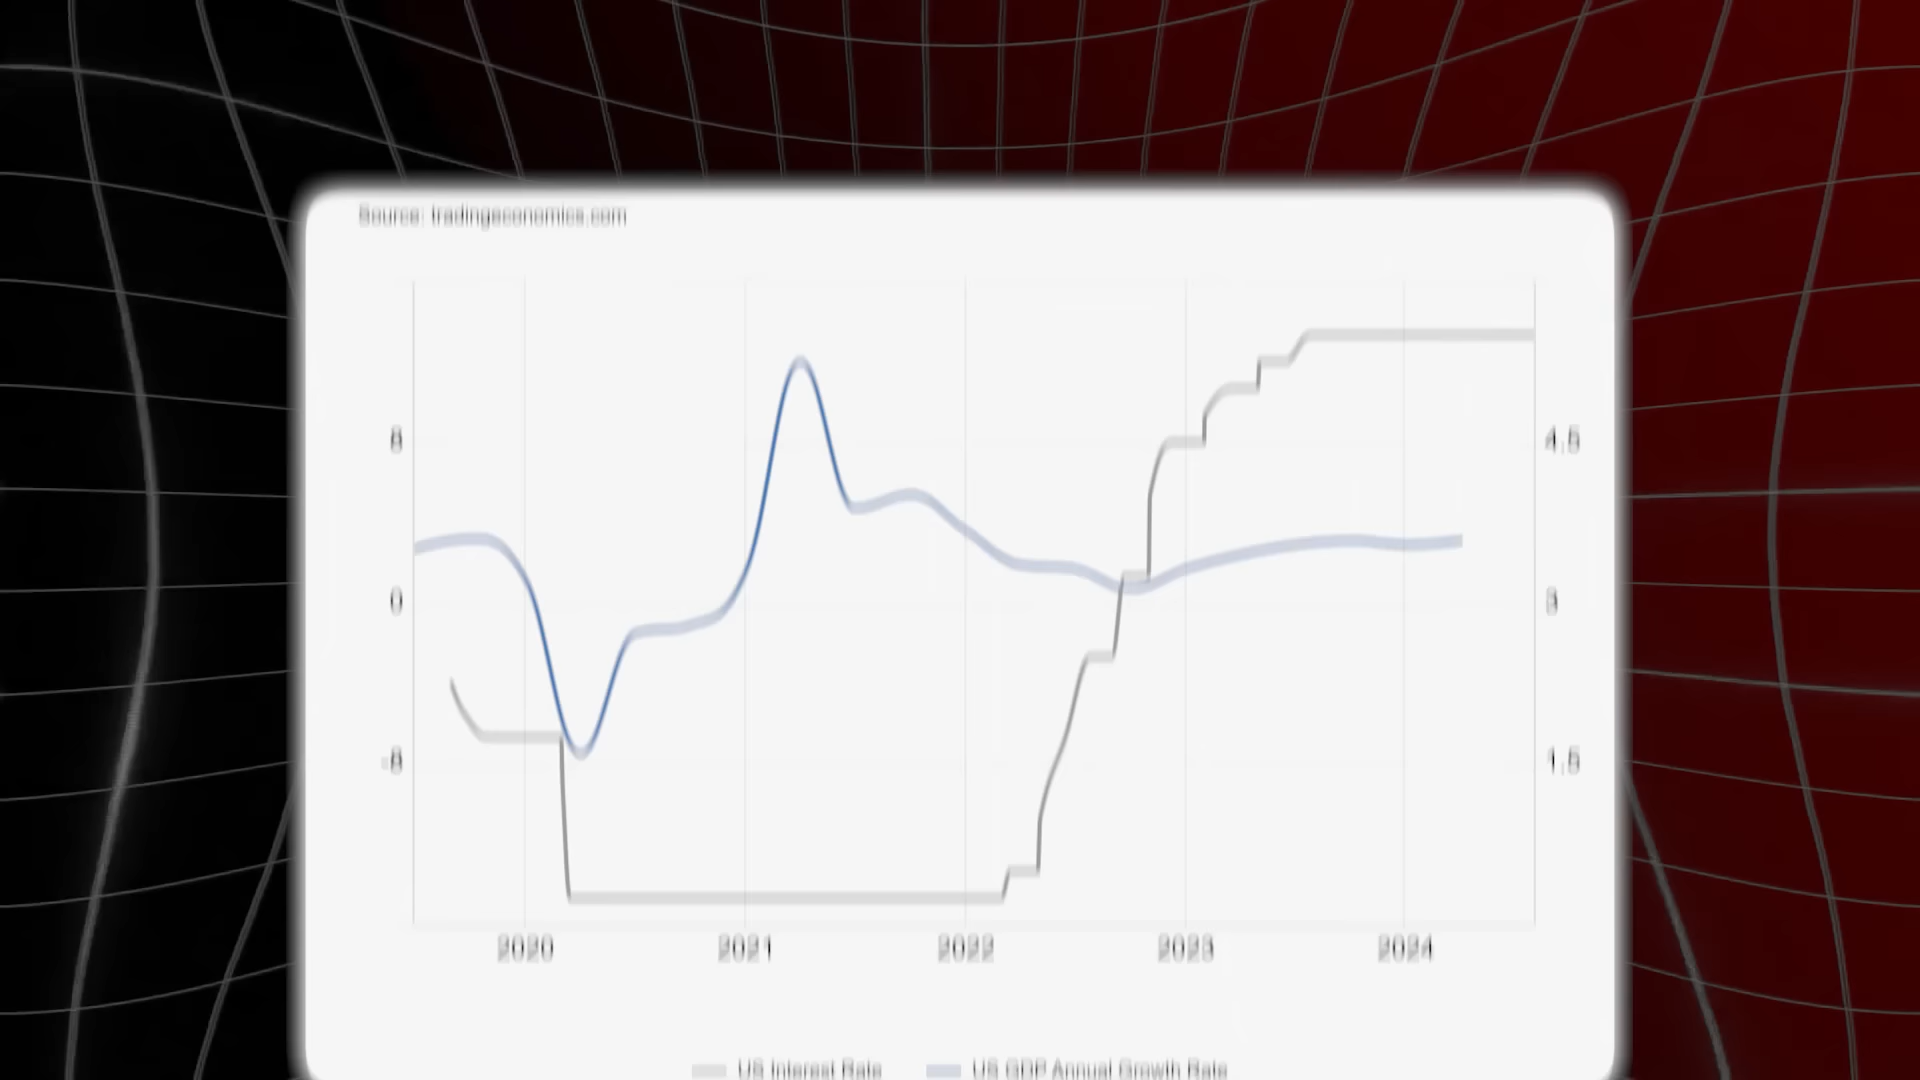 Source: tradingeconomics.com
8
4.5
0
3
-8
1.5
2020 2021 2022 2023 2024
US Interest Rate US GDP Annual Growth Rate